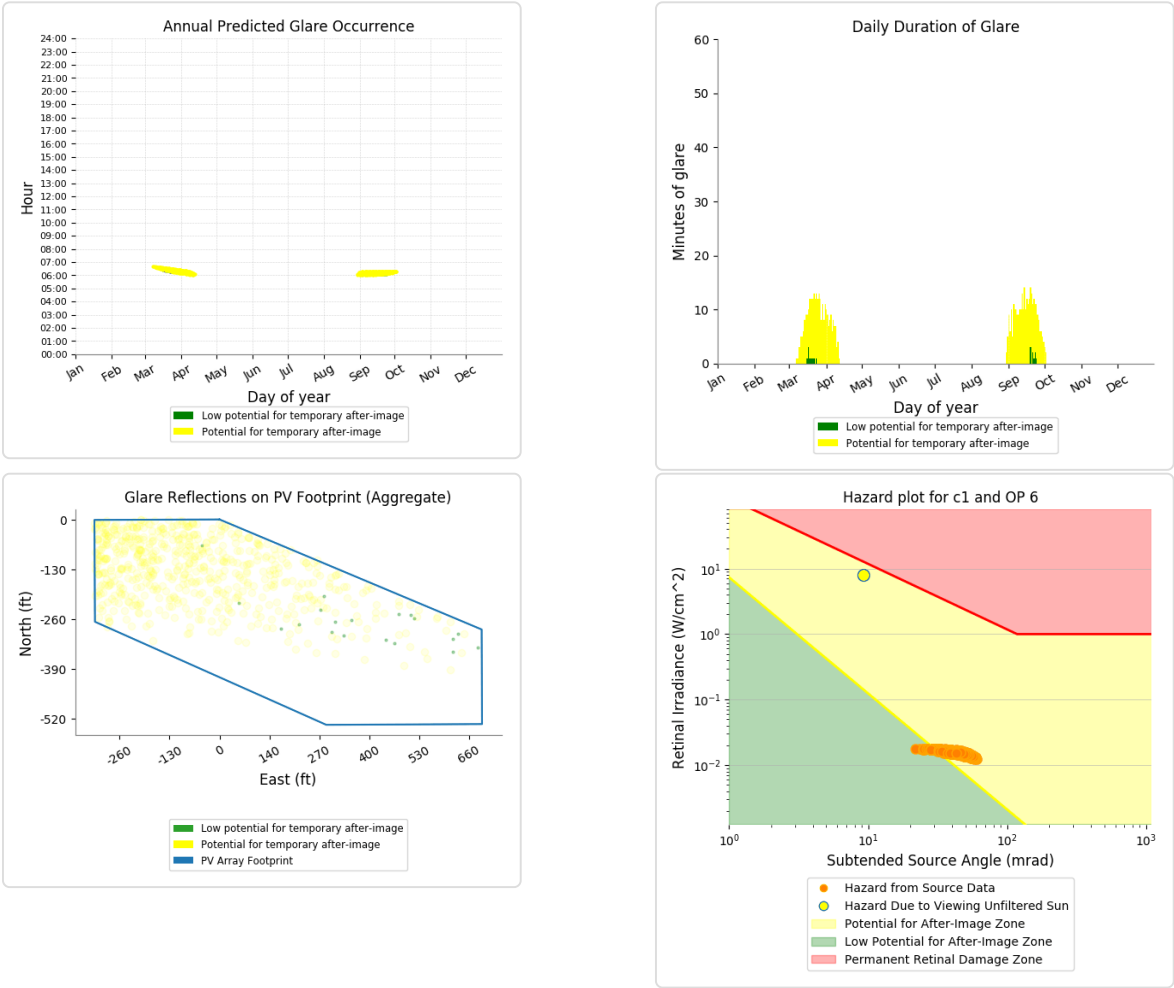 Annual Predicted Glare Occurrence
24:00
23:00
22:00
21:00
20:00
19:00
18:00
17:00
16:00
15:00
14:00
13:00
12:00
11:00
10:00
09:00
08:00
07:00
06:00
05:00
04:00
03:00
02:00
01:00
00:00
Hour
Jan Feb Mar Apr May Jun Jul Aug Sep Oct Nov Dec
Day of year
Low potential for temporary after-image
Potential for temporary after-image
Daily Duration of Glare
60
50
40
30
20
10
0
Minutes of glare
Jan Feb Mar Apr May Jun Jul Aug Sep Oct Nov Dec
Day of year
Low potential for temporary after-image
Potential for temporary after-image
Glare Reflections on PV Footprint (Aggregate)
0
-130
-260
-390
-520
North (ft)
-260 -130 0 140 270 400 530 660
East (ft)
Low potential for temporary after-image
Potential for temporary after-image
PV Array Footprint
Hazard plot for c1 and OP 6
10^1
10^0
10^-1
10^-2
Retinal Irradiance (W/cm^2)
10^0 10^1 10^2 10^3
Subtended Source Angle (mrad)
Hazard from Source Data
Hazard Due to Viewing Unfiltered Sun
Potential for After-Image Zone
Low Potential for After-Image Zone
Permanent Retinal Damage Zone